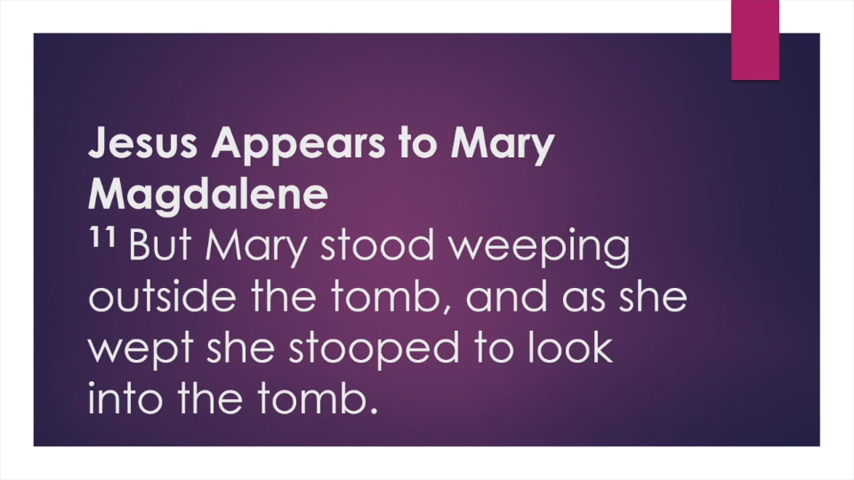 Jesus Appears to Mary
Magdalene
11 But Mary stood weeping
outside the tomb, and as she
wept she stooped to look
into the tomb.